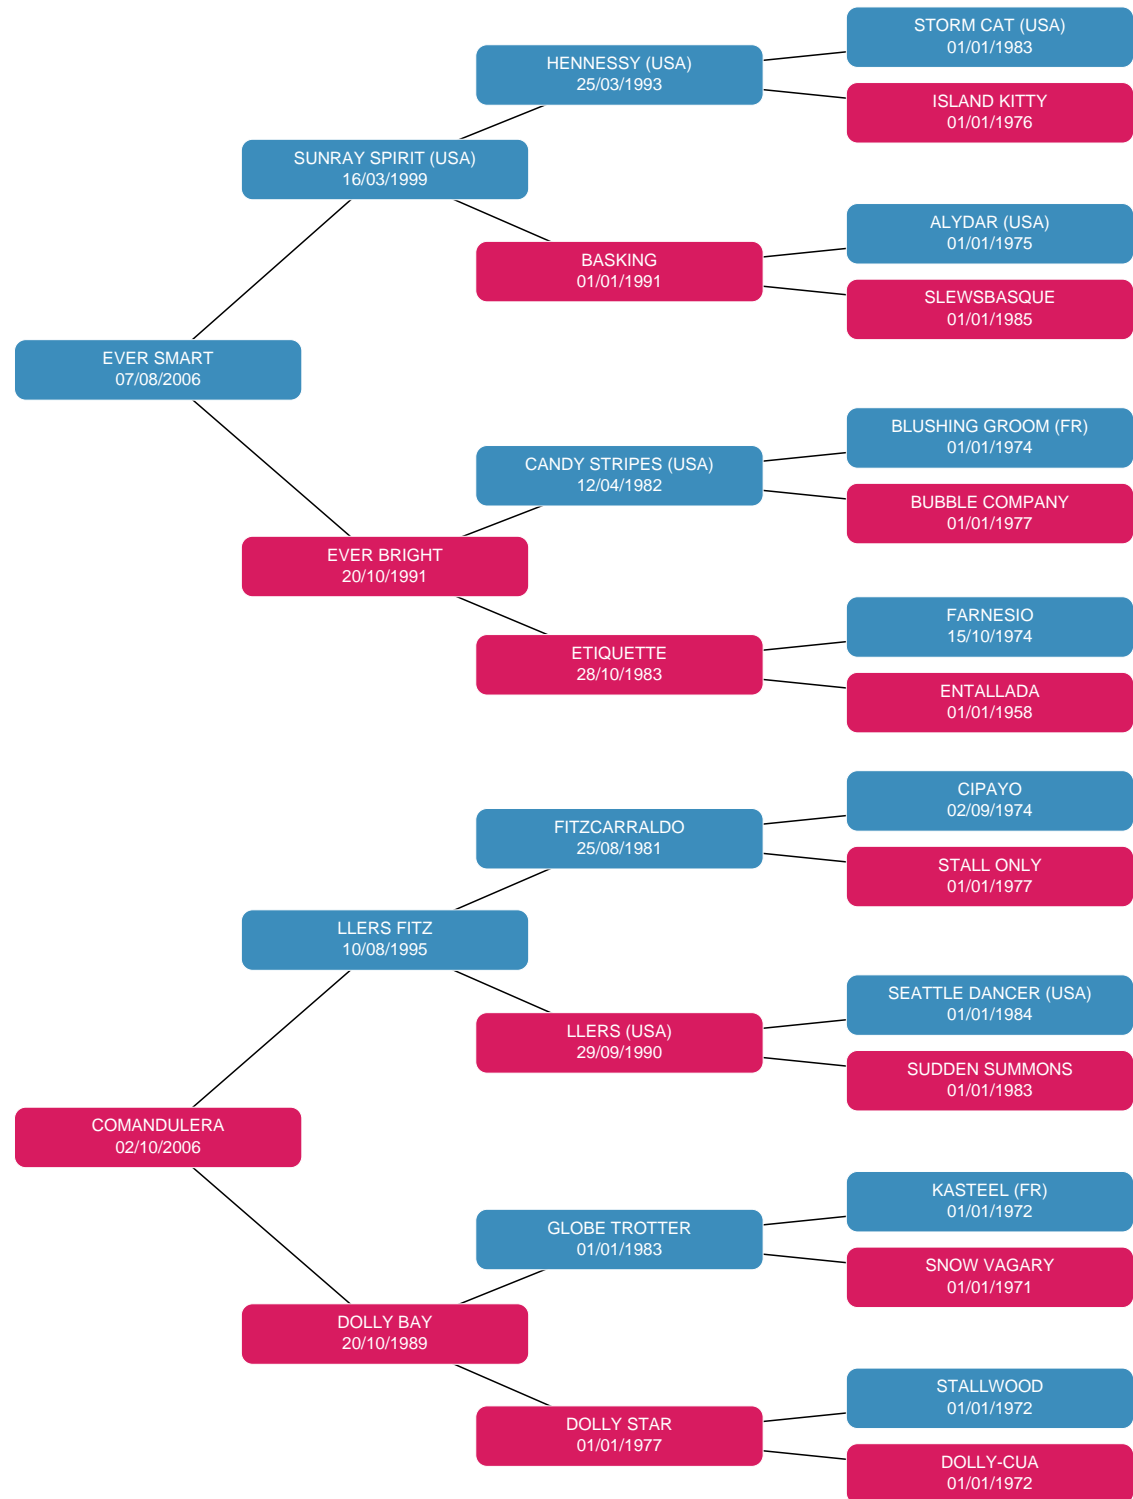 STORM CAT (USA)
01/01/1983
HENNESSY (USA)
25/03/1993
ISLAND KITTY
01/01/1976
SUNRAY SPIRIT (USA)
16/03/1999
ALYDAR (USA)
01/01/1975
BASKING
01/01/1991
SLEWSBASQUE
01/01/1985
EVER SMART
07/08/2006
BLUSHING GROOM (FR)
01/01/1974
CANDY STRIPES (USA)
12/04/1982
BUBBLE COMPANY
01/01/1977
EVER BRIGHT
20/10/1991
FARNESIO
15/10/1974
ETIQUETTE
28/10/1983
ENTALLADA
01/01/1958
CIPAYO
02/09/1974
FITZCARRALDO
25/08/1981
STALL ONLY
01/01/1977
LLERS FITZ
10/08/1995
SEATTLE DANCER (USA)
01/01/1984
LLERS (USA)
29/09/1990
SUDDEN SUMMONS
01/01/1983
COMANDULERA
02/10/2006
KASTEEL (FR)
01/01/1972
GLOBE TROTTER
01/01/1983
SNOW VAGARY
01/01/1971
DOLLY BAY
20/10/1989
STALLWOOD
01/01/1972
DOLLY STAR
01/01/1977
DOLLY-CUA
01/01/1972